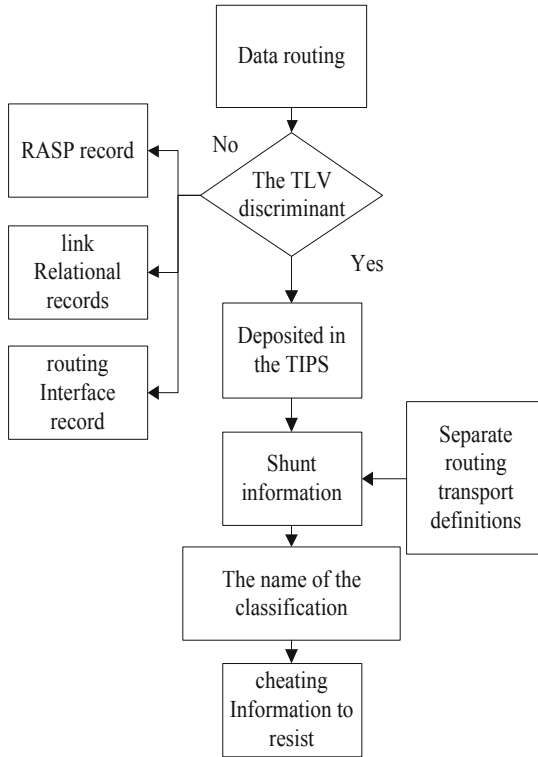 Data routing
No
RASP record
The TLV
discriminant
link
Relational
records
Yes
Deposited in
the TIPS
routing
Interface
record
Separate
routing
transport
definitions
Shunt
information
The name of the
classification
cheating
Information to
resist